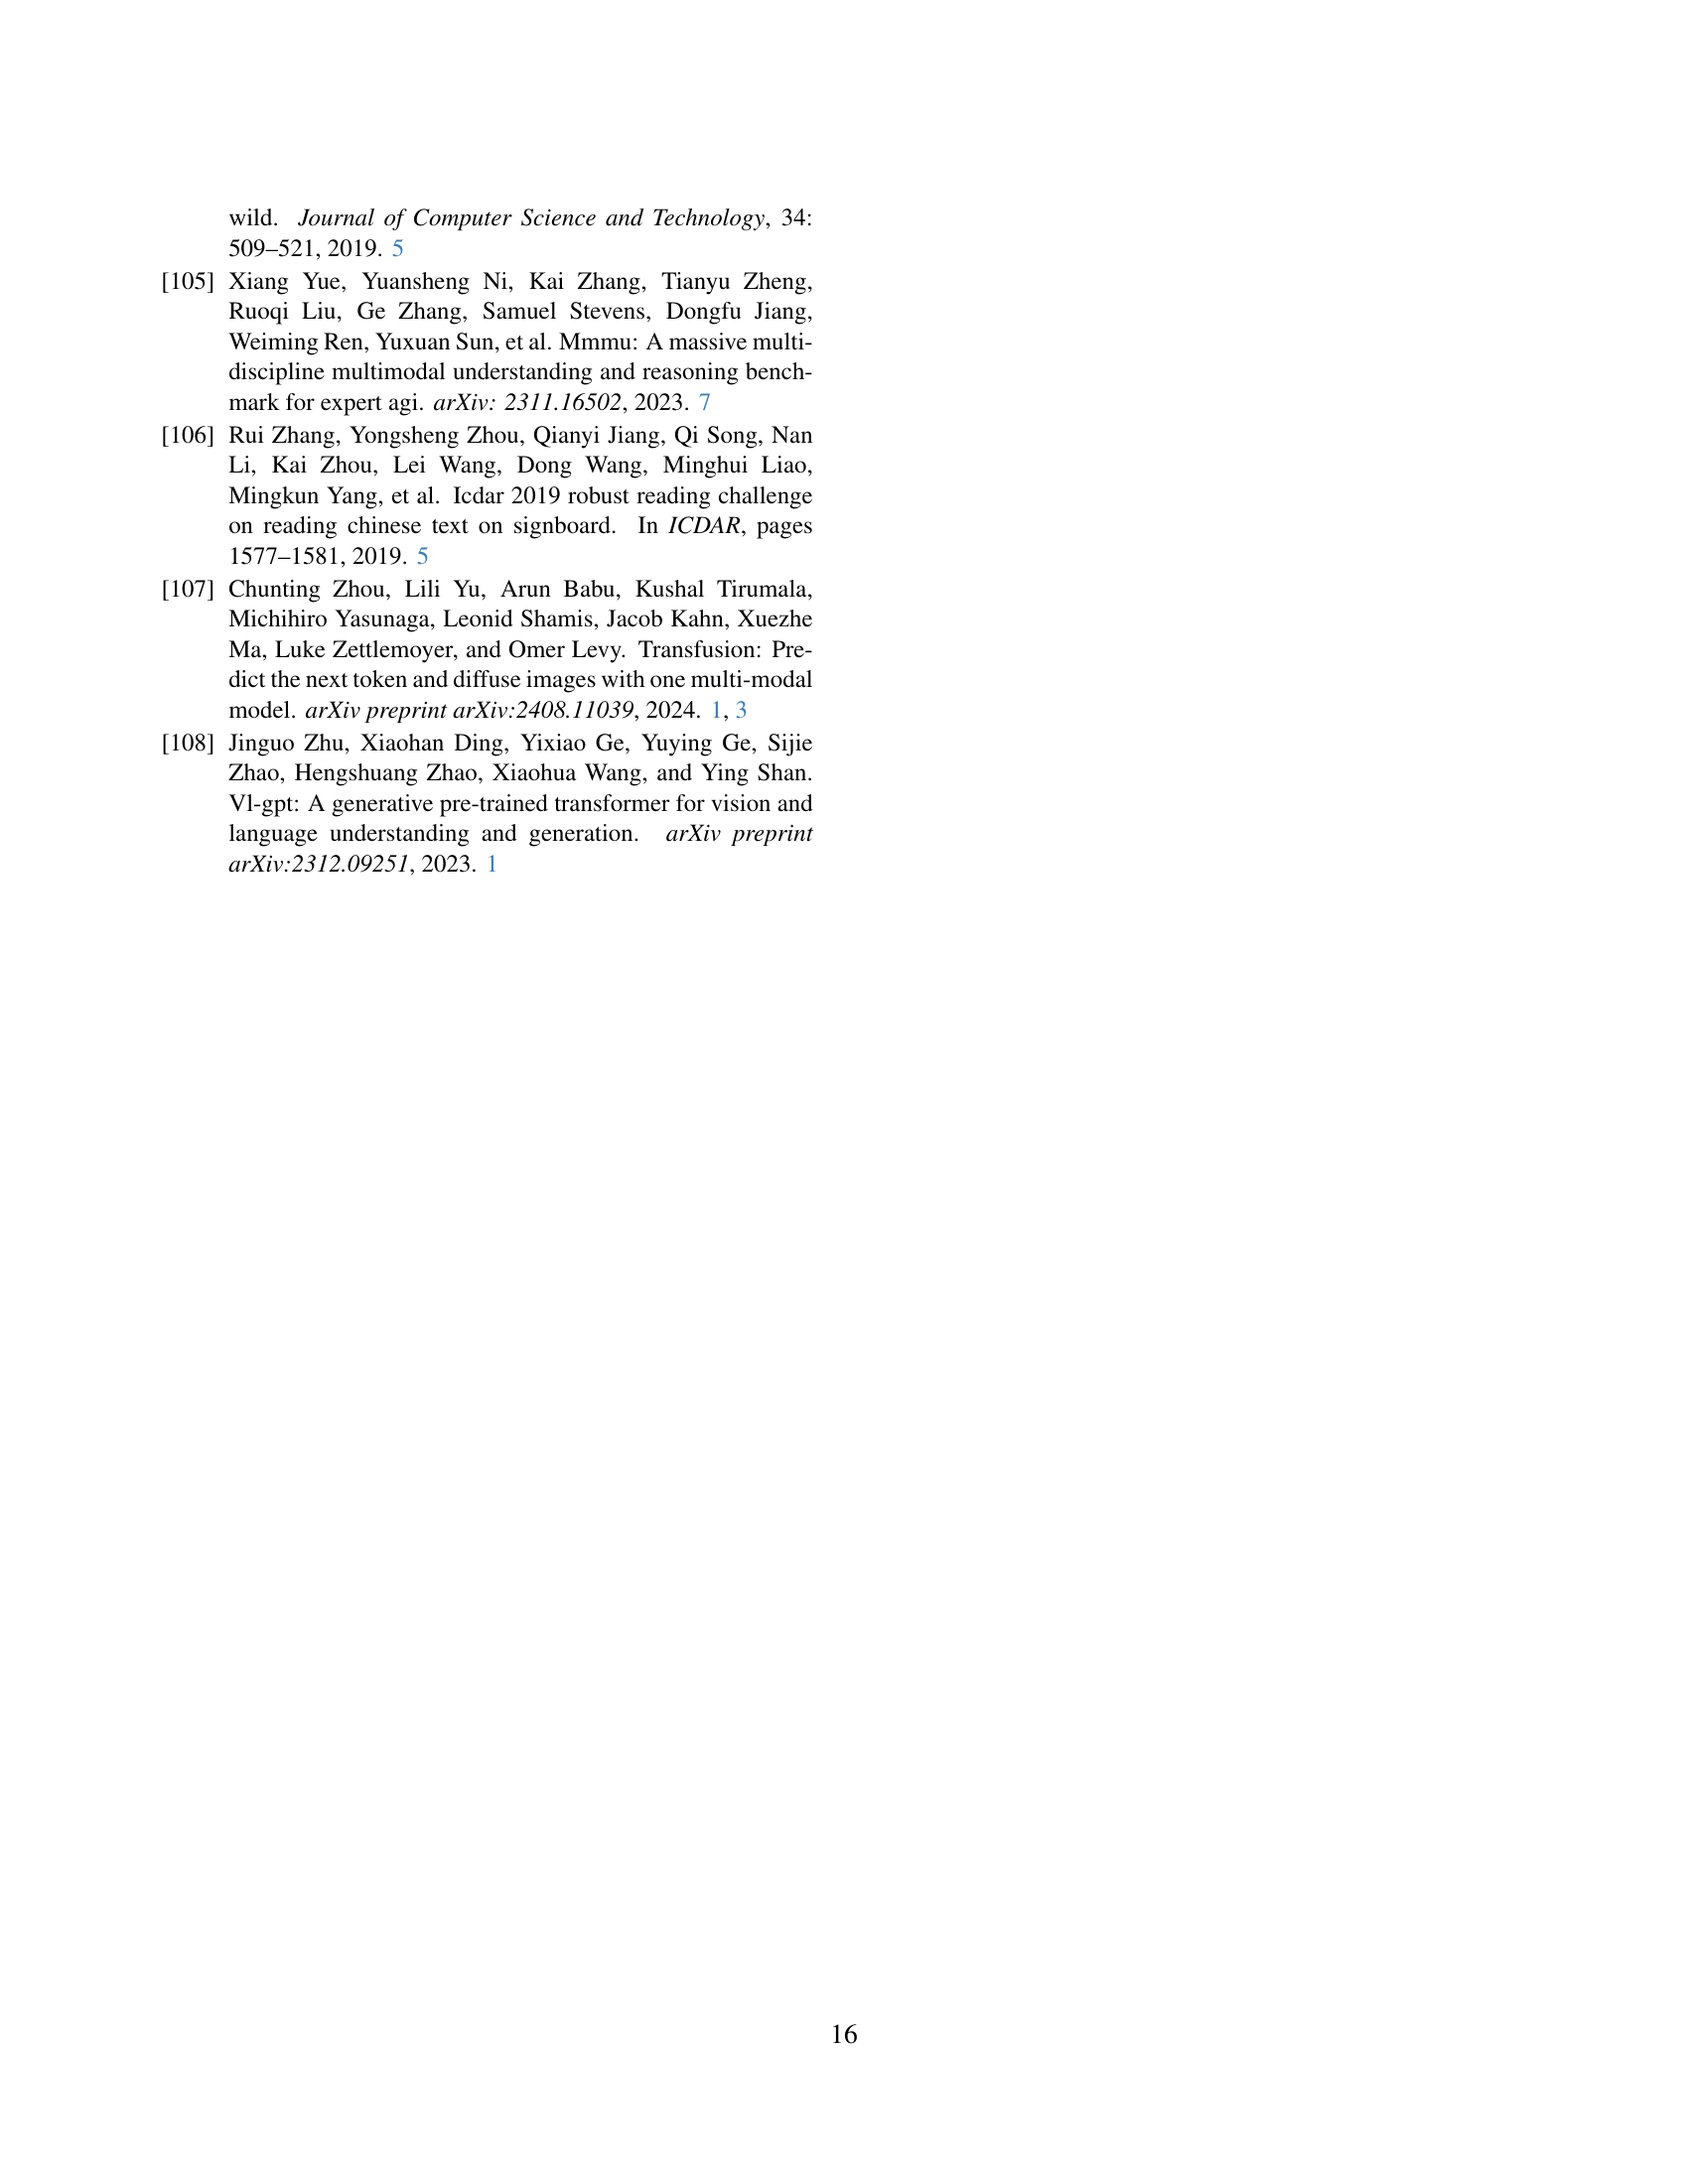 wild. Journal of Computer Science and Technology, 34:
509–521, 2019. 5
[105] Xiang Yue, Yuansheng Ni, Kai Zhang, Tianyu Zheng,
Ruoqi Liu, Ge Zhang, Samuel Stevens, Dongfu Jiang,
Weiming Ren, Yuxuan Sun, et al. Mmmu: A massive multi-
discipline multimodal understanding and reasoning bench-
mark for expert agi. arXiv: 2311.16502, 2023. 7
[106] Rui Zhang, Yongsheng Zhou, Qianyi Jiang, Qi Song, Nan
Li, Kai Zhou, Lei Wang, Dong Wang, Minghui Liao,
Mingkun Yang, et al. Icdar 2019 robust reading challenge
on reading chinese text on signboard. In ICDAR, pages
1577–1581, 2019. 5
[107] Chunting Zhou, Lili Yu, Arun Babu, Kushal Tirumala,
Michihiro Yasunaga, Leonid Shamis, Jacob Kahn, Xuezhe
Ma, Luke Zettlemoyer, and Omer Levy. Transfusion: Pre-
dict the next token and diffuse images with one multi-modal
model. arXiv preprint arXiv:2408.11039, 2024. 1, 3
[108] Jinguo Zhu, Xiaohan Ding, Yixiao Ge, Yuying Ge, Sijie
Zhao, Hengshuang Zhao, Xiaohua Wang, and Ying Shan.
Vl-gpt: A generative pre-trained transformer for vision and
language understanding and generation. arXiv preprint
arXiv:2312.09251, 2023. 1
16